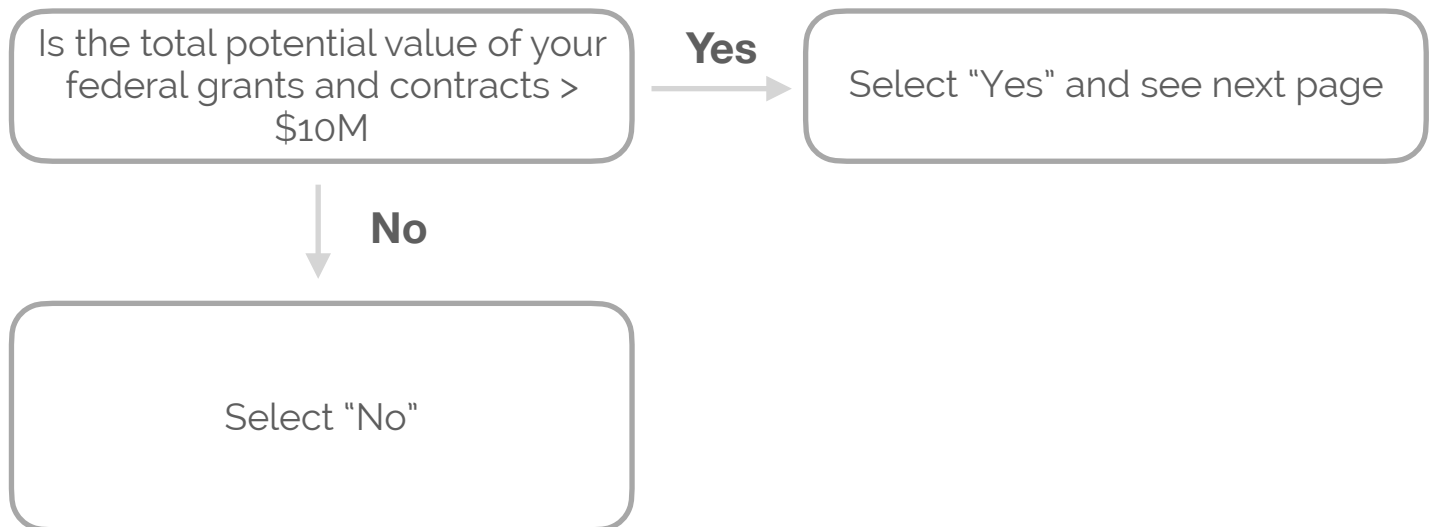 Is the total potential value of your
federal grants and contracts >
$10M
Yes
Select “Yes” and see next page
No
Select “No”